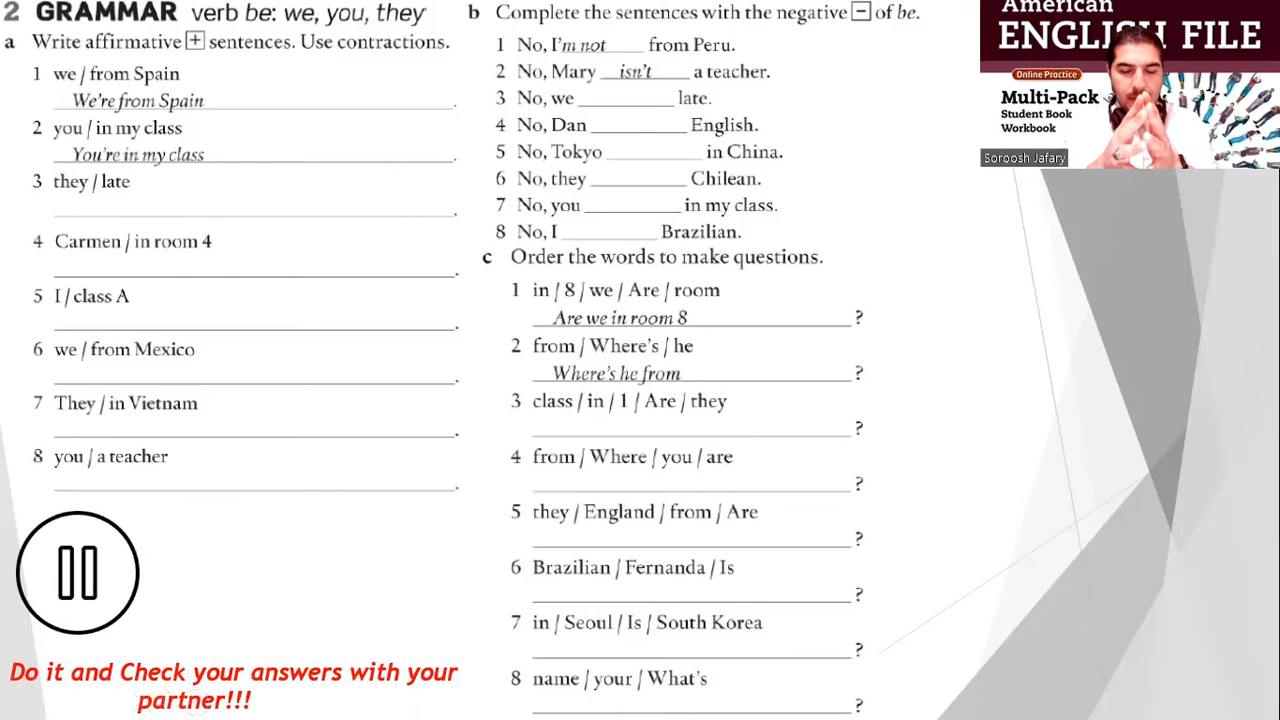 2 GRAMMAR verb be: we, you, they
a Write affirmative + sentences. Use contractions.
1 we / from Spain
We're from Spain.
2 you / in my class
You're in my class.
3 they / late
.
4 Carmen / in room 4
.
5 I / class A
.
6 we / from Mexico
.
7 They / in Vietnam
.
8 you / a teacher
.
Do it and Check your answers with your
partner!!!
b Complete the sentences with the negative − of be.
1 No, I'm not from Peru.
2 No, Mary isn't a teacher.
3 No, we ________ late.
4 No, Dan ________ English.
5 No, Tokyo ________ in China.
6 No, they ________ Chilean.
7 No, you ________ in my class.
8 No, I ________ Brazilian.
c Order the words to make questions.
1 in / 8 / we / Are / room
Are we in room 8?
2 from / Where's / he
Where's he from?
3 class / in / 1 / Are / they
?
4 from / Where / you / are
?
5 they / England / from / Are
?
6 Brazilian / Fernanda / Is
?
7 in / Seoul / Is / South Korea
?
8 name / your / What's
?
American
ENGLISH FILE
Online Practice
Multi-Pack
Student Book
Workbook
Soroosh Jafary